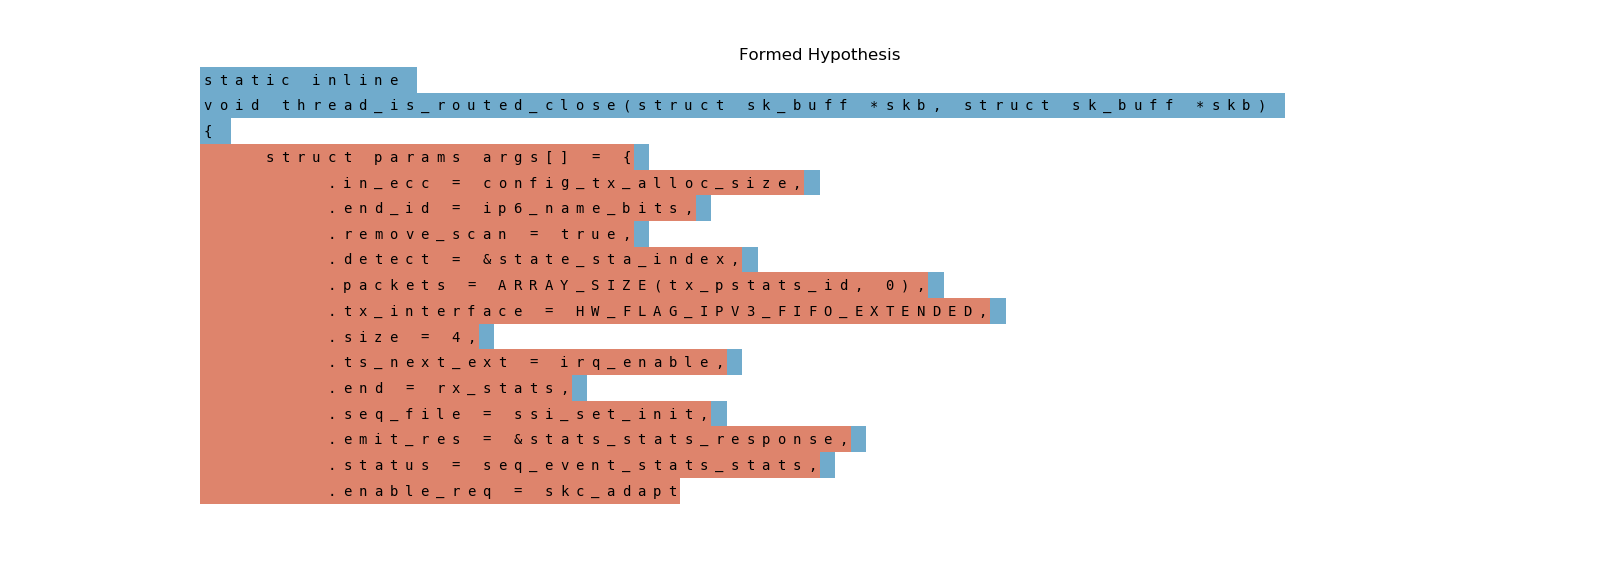 Formed Hypothesis
static inline
void thread_is_routed_close(struct sk_buff *skb, struct sk_buff *skb)
{
struct params args[] = {
.in_ecc = config_tx_alloc_size,
.end_id = ip6_name_bits,
.remove_scan = true,
.detect = &state_sta_index,
.packets = ARRAY_SIZE(tx_pstats_id, 0),
.tx_interface = HW_FLAG_IPV3_FIFO_EXTENDED,
.size = 4,
.ts_next_ext = irq_enable,
.end = rx_stats,
.seq_file = ssi_set_init,
.emit_res = &stats_stats_response,
.status = seq_event_stats_stats,
.enable_req = skc_adapt